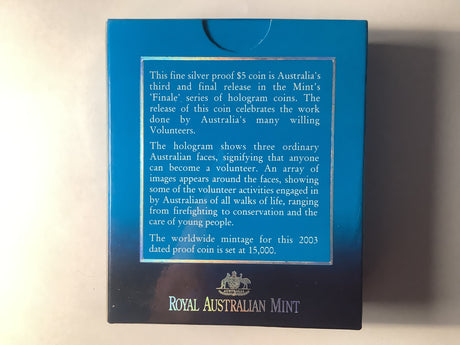 This fine silver proof $5 coin is Australia's
third and final release in the Mint's
'Finale' series of hologram coins. The
release of this coin celebrates the work
done by Australia's many willing
Volunteers.
The hologram shows three ordinary
Australian faces, signifying that anyone
can become a volunteer. An array of
images appears around the faces, showing
some of the volunteer activities engaged in
by Australians of all walks of life, ranging
from firefighting to conservation and the
care of young people.
The worldwide mintage for this 2003
dated proof coin is set at 15,000.
ROYAL AUSTRALIAN MINT